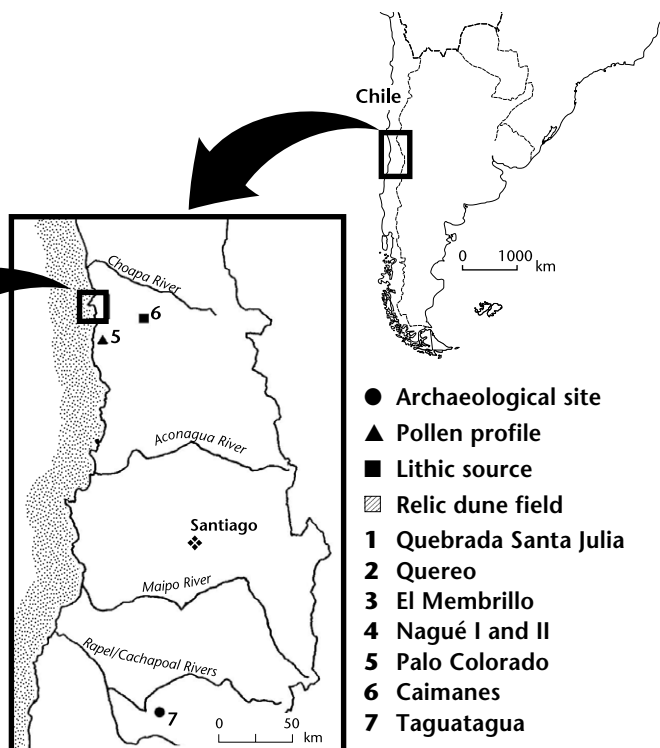 Chile
0 1000
km
Choapa River
6
5
Aconagua River
Santiago
Maipo River
Rapel/Cachapoal Rivers
7
0 50
km
Archaeological site
Pollen profile
Lithic source
Relic dune field
1 Quebrada Santa Julia
2 Quereo
3 El Membrillo
4 Nagué I and II
5 Palo Colorado
6 Caimanes
7 Taguatagua